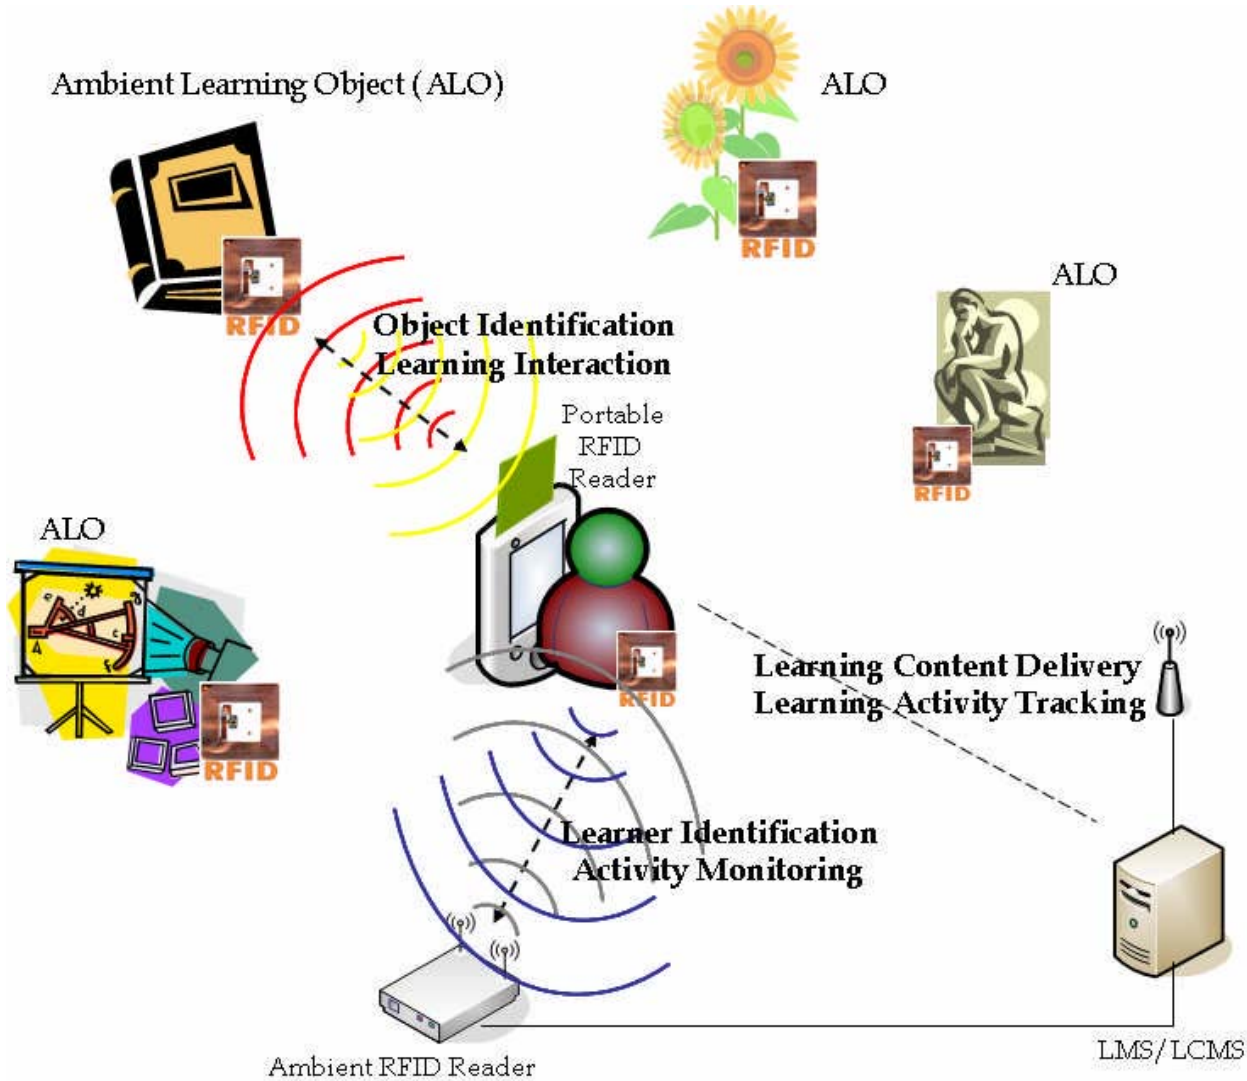 Ambient Learning Object (ALO)
ALO
RFID
RFID
ALO
Object Identification
Learning Interaction
Portable
RFID
Reader
RFID
ALO
RFID
RFID
Learning Content Delivery
Learning Activity Tracking
Learner Identification
Activity Monitoring
Ambient RFID Reader
LMS/LCMS